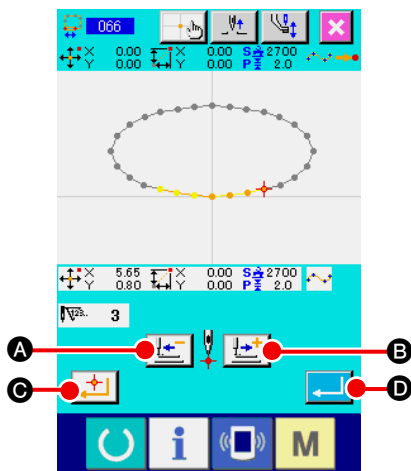 066
X 0.00 X 0.00 S 2700
Y 0.00 Y 0.00 P 2.0
X 5.65 X 0.00 S 2700
Y 0.80 Y 0.00 P 2.0
123.. 3
A B
C D
i M